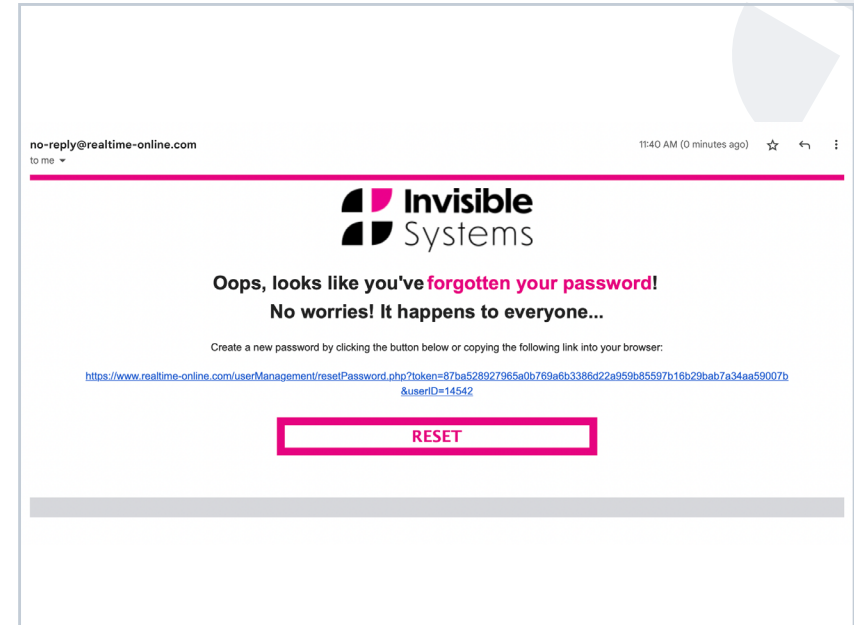 no-reply@realtime-online.com
11:40 AM (0 minutes ago)
to me
Invisible
Systems
Oops, looks like you've forgotten your password!
No worries! It happens to everyone...
Create a new password by clicking the button below or copying the following link into your browser:
https://www.realtime-online.com/userManagement/resetPassword.php?token=87ba528927965a0b769a6b3386d22a959b85597b16b29bab7a34aa59007b
&userID=14542
RESET